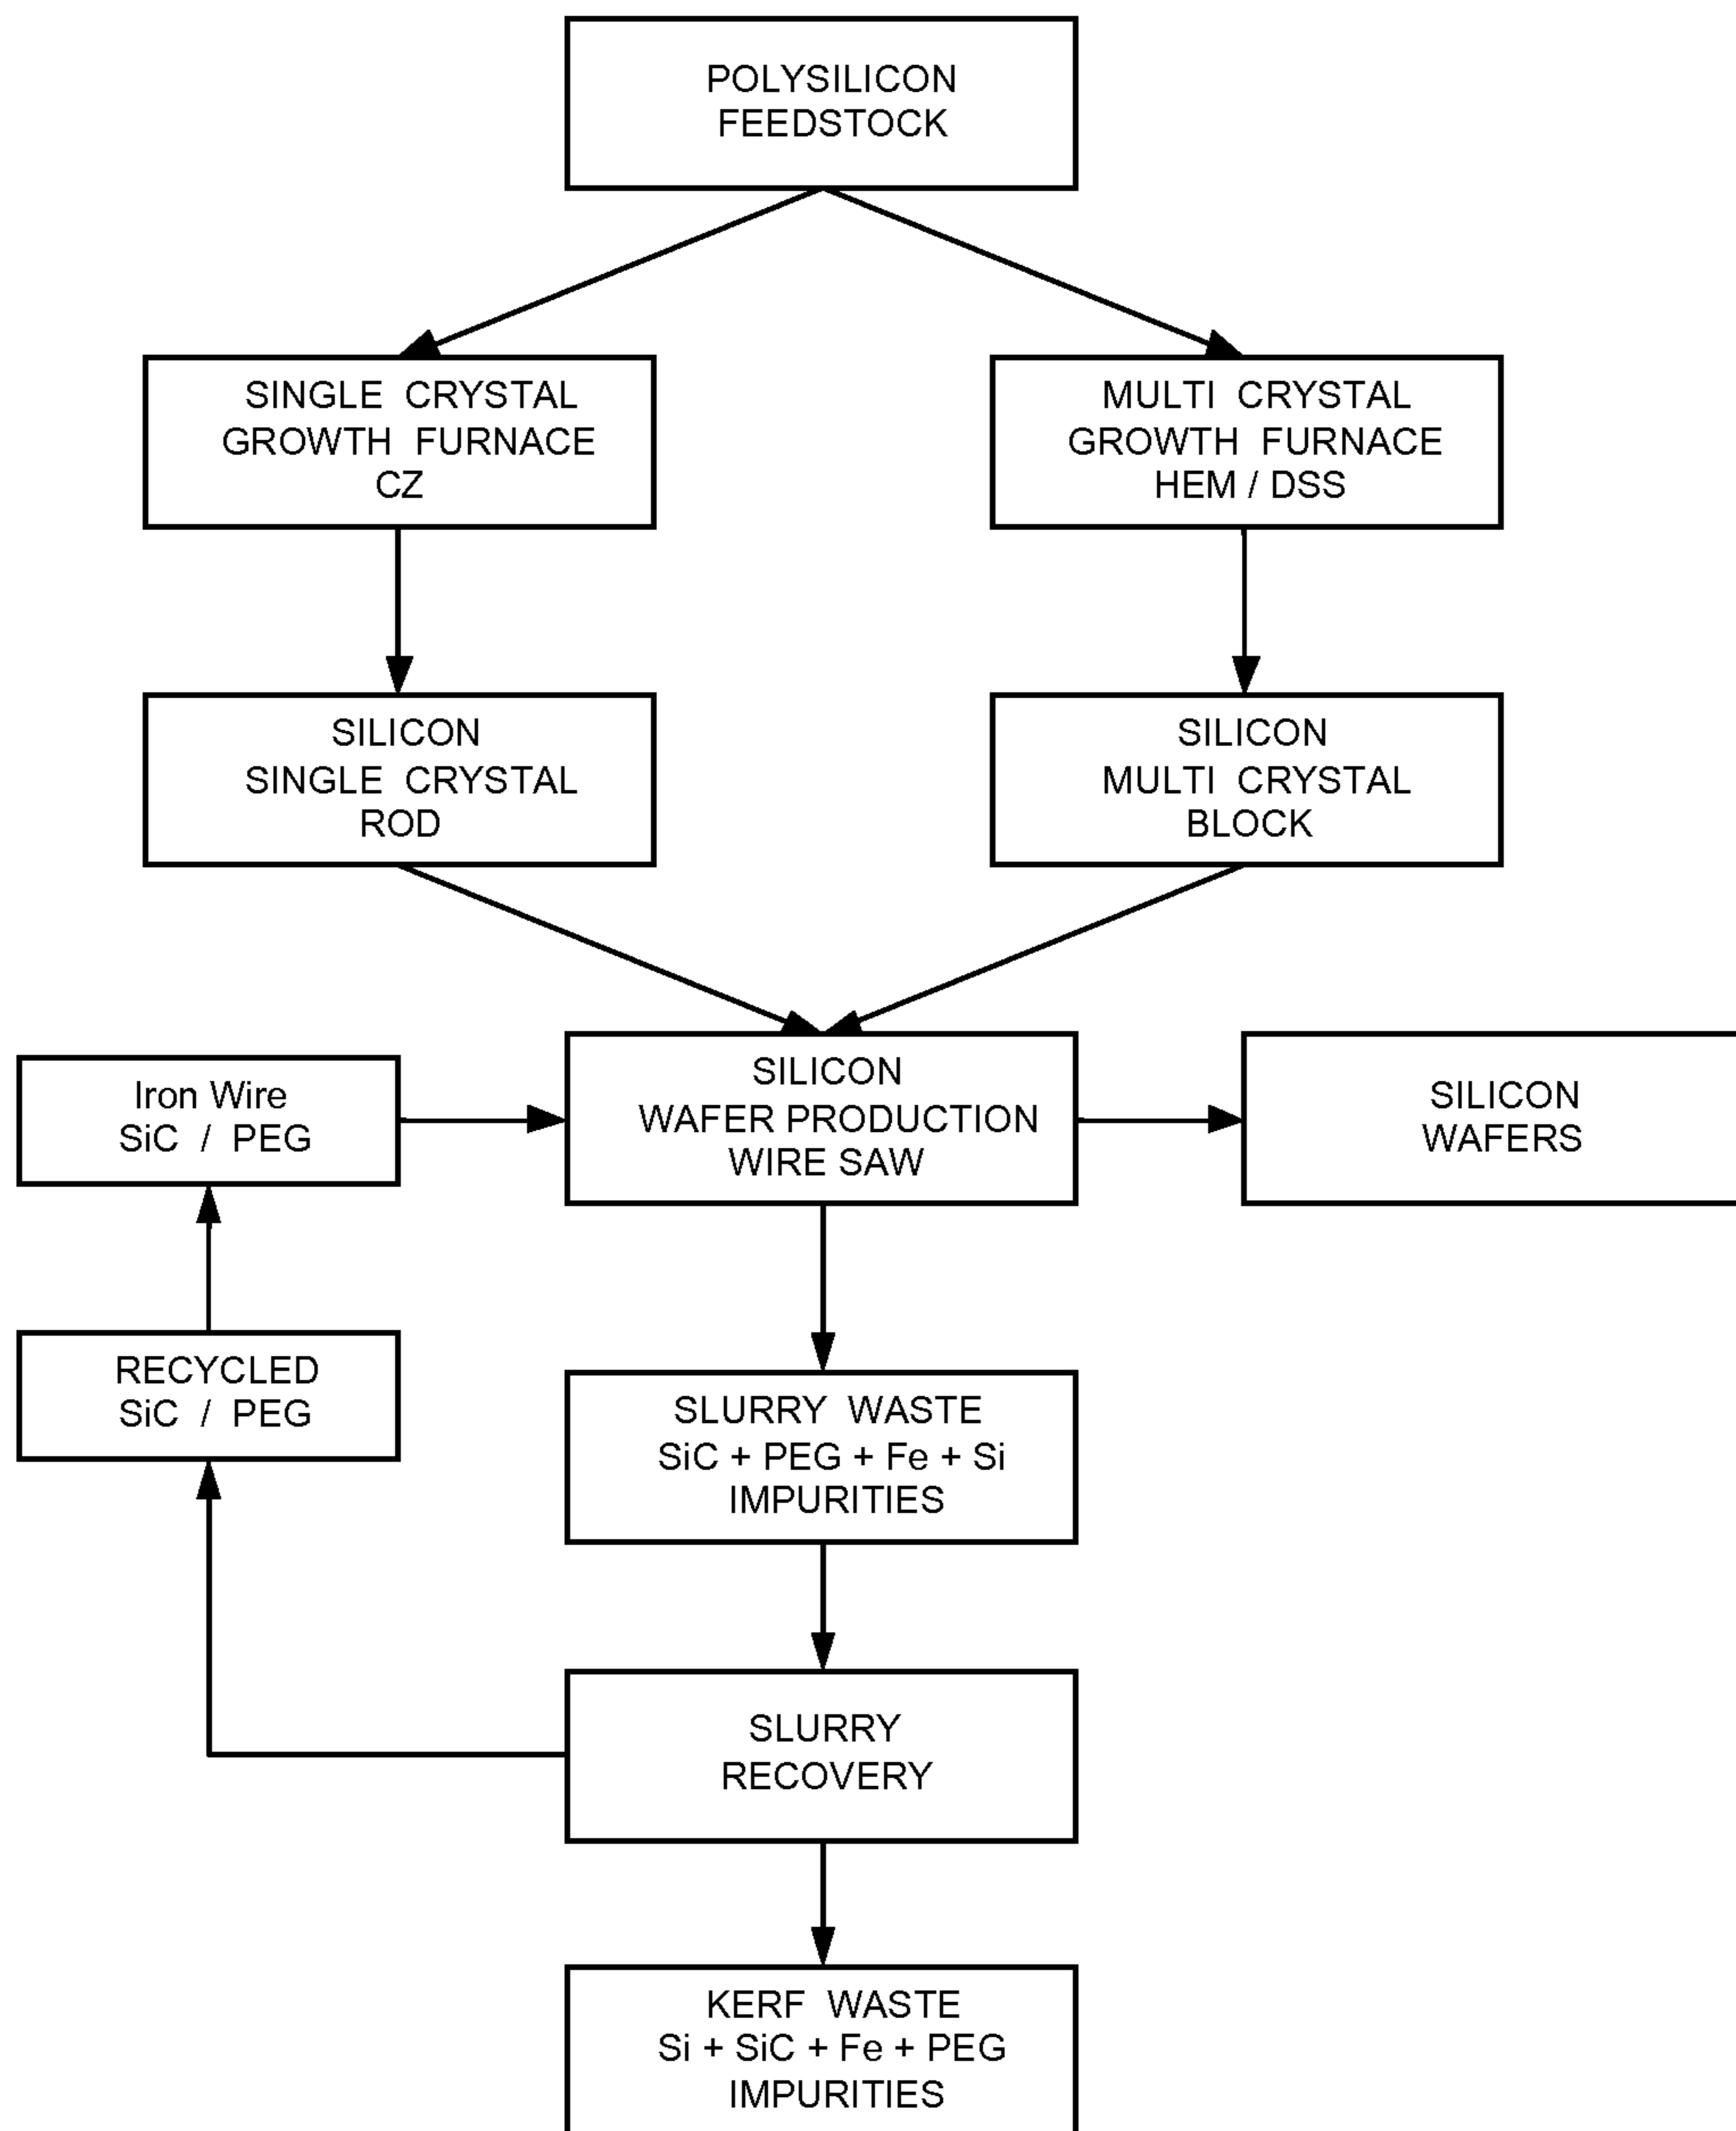 POLYSILICON
FEEDSTOCK
SINGLE CRYSTAL
GROWTH FURNACE
CZ
MULTI CRYSTAL
GROWTH FURNACE
HEM / DSS
SILICON
SINGLE CRYSTAL
ROD
SILICON
MULTI CRYSTAL
BLOCK
Iron Wire
SiC / PEG
SILICON
WAFER PRODUCTION
WIRE SAW
SILICON
WAFERS
RECYCLED
SiC / PEG
SLURRY WASTE
SiC + PEG + Fe + Si
IMPURITIES
SLURRY
RECOVERY
KERF WASTE
Si + SiC + Fe + PEG
IMPURITIES